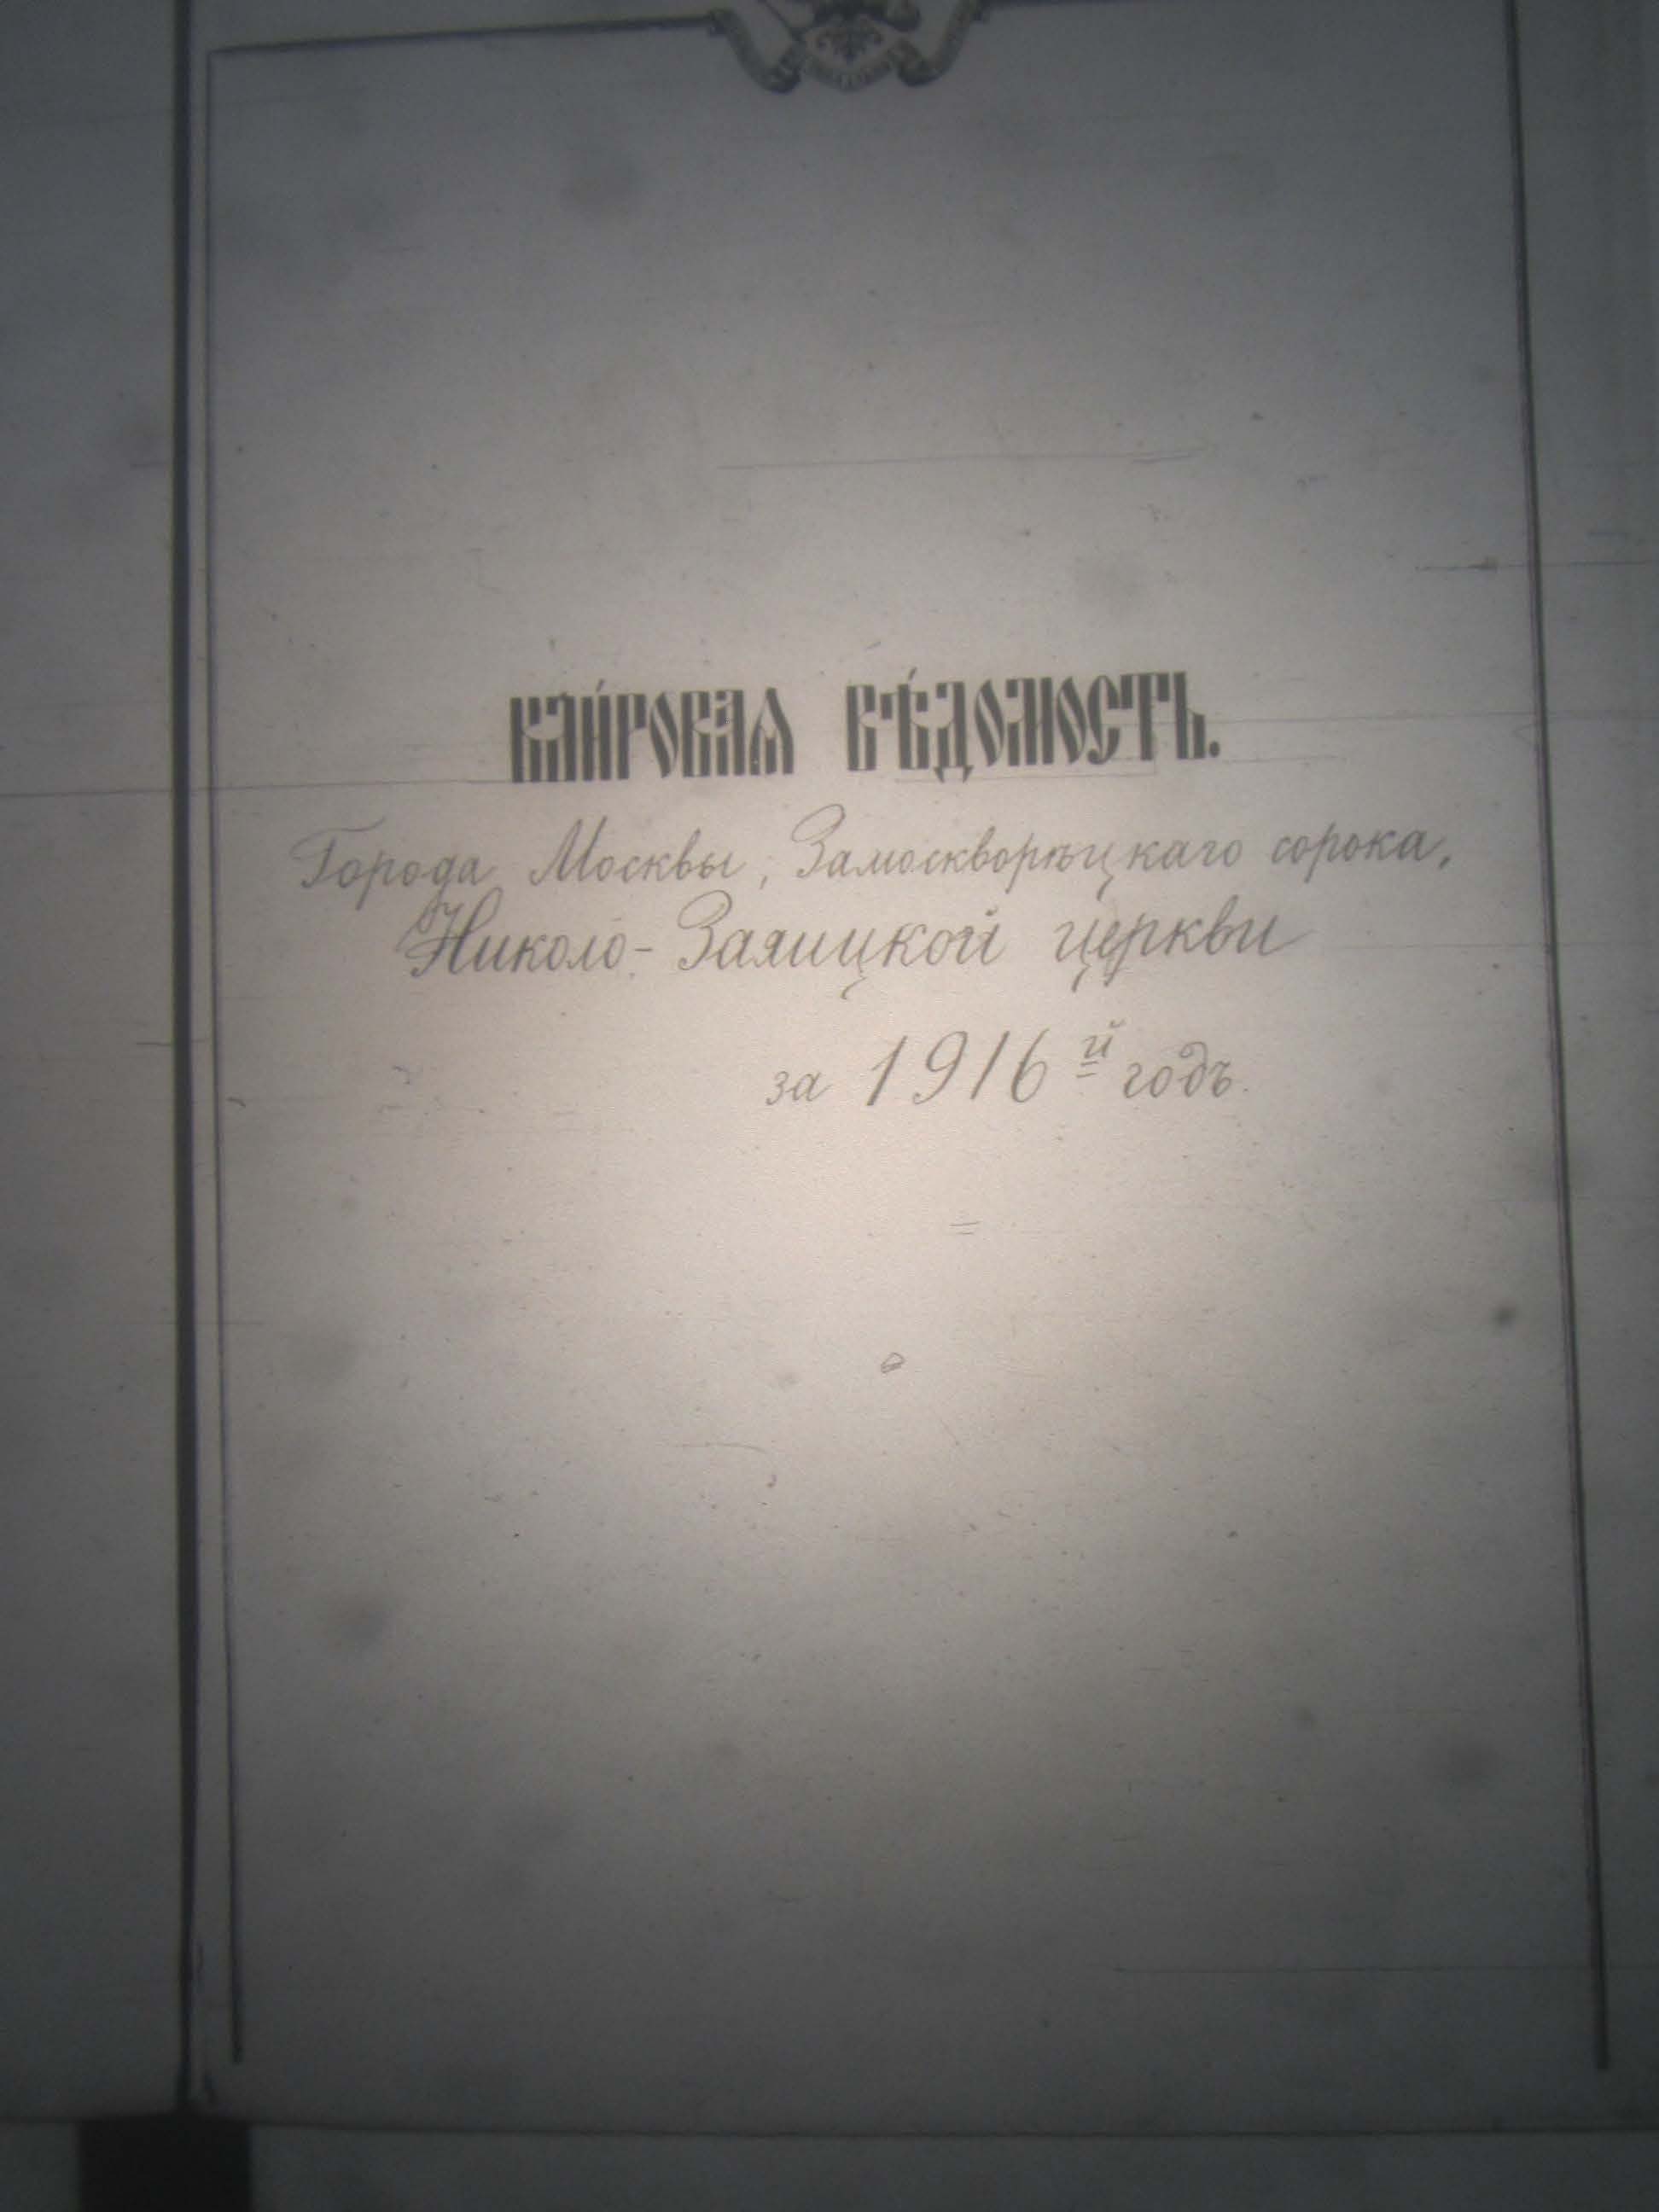 Клировая вѣдомость.
Города Москвы, Замоскворѣцкаго сорока,
Николо-Заяицкой церкви
за 1916й годъ.